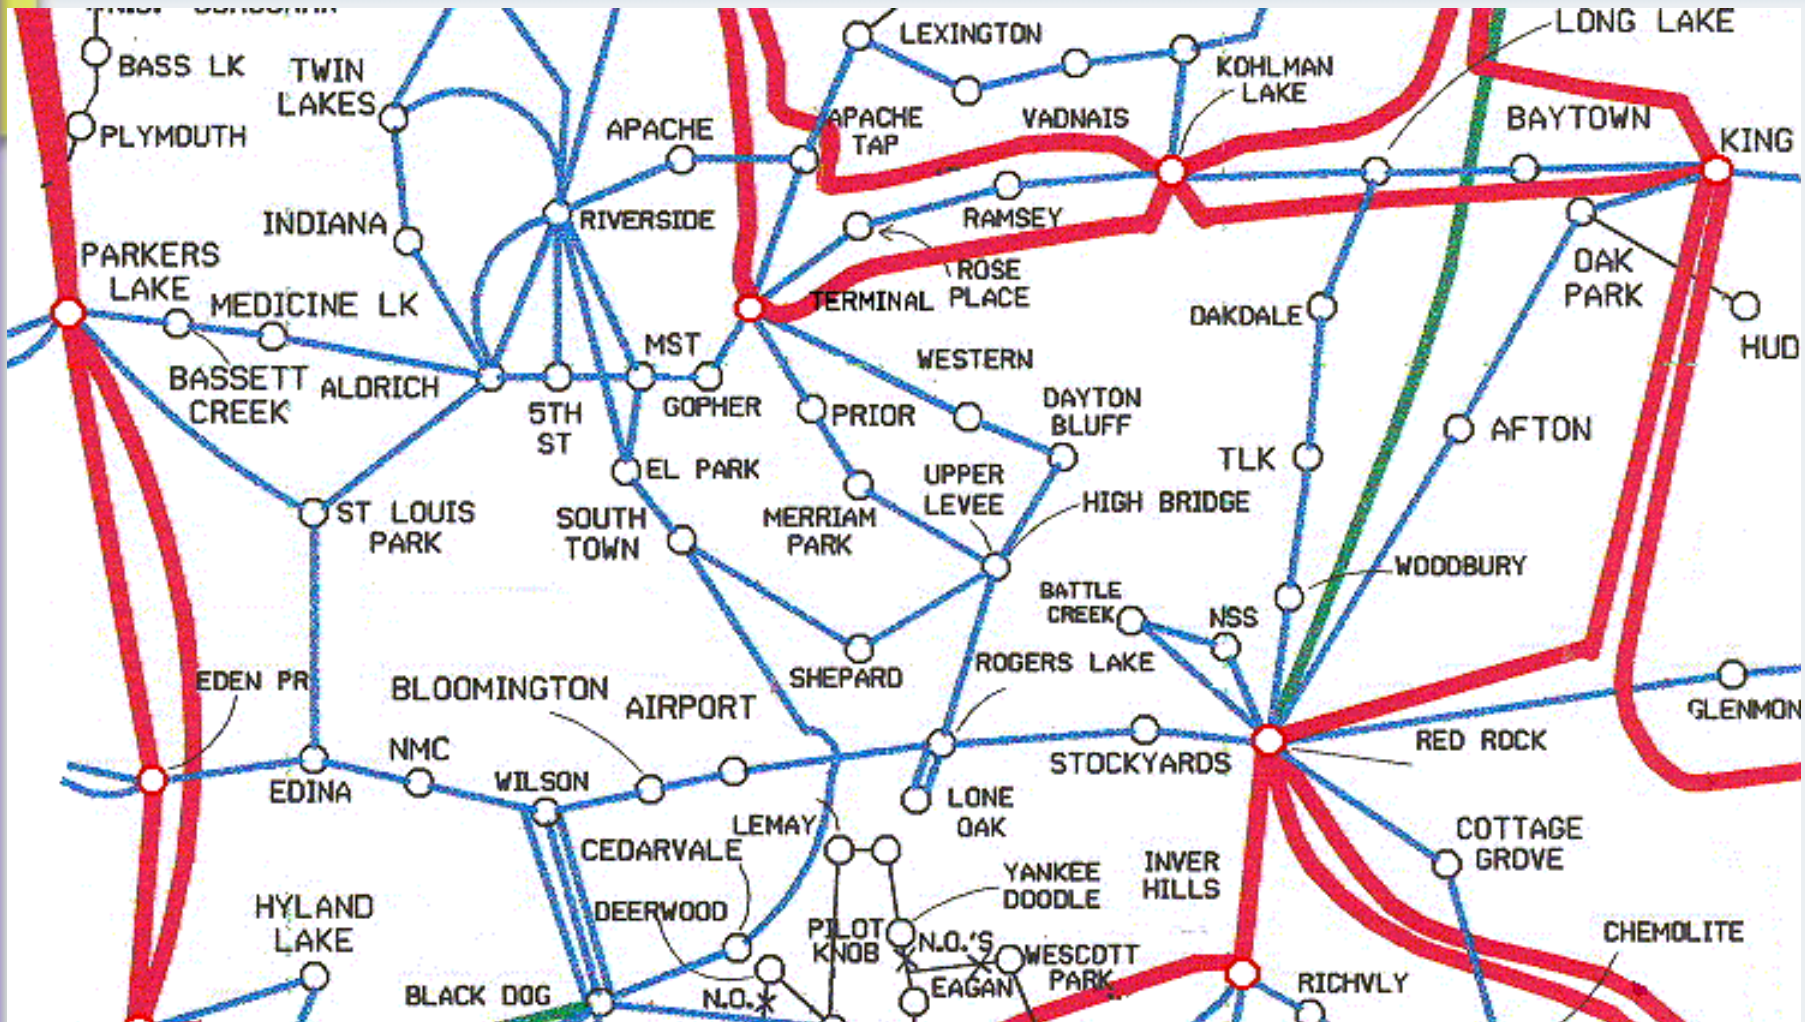 LONG LAKE
LEXINGTON
BASS LK
TWIN
LAKES
KOHLMAN
LAKE
PLYMOUTH
APACHE
APACHE
TAP
VADNAIS
BAYTOWN
KING
INDIANA
RIVERSIDE
RAMSEY
PARKERS
LAKE
MEDICINE LK
ROSE
PLACE
TERMINAL
OAK
PARK
OAKDALE
HUD
MST
WESTERN
BASSETT
CREEK
ALDRICH
5TH
ST
GOPHER
PRIOR
DAYTON
BLUFF
AFTON
TLK
EL PARK
UPPER
LEVEE
HIGH BRIDGE
ST LOUIS
PARK
SOUTH
TOWN
MERRIAM
PARK
WOODBURY
BATTLE
CREEK
NSS
SHEPARD
ROGERS LAKE
EDEN PR
BLOOMINGTON
AIRPORT
GLENMON
RED ROCK
NMC
STOCKYARDS
EDINA
WILSON
LONE
OAK
LEMAY
COTTAGE
GROVE
CEDARVALE
INVER
HILLS
YANKEE
DOODLE
HYLAND
LAKE
DEERWOOD
PILOT
KNOB
N.O.'S
WESCOTT
PARK
CHEMOLITE
EAGAN
RICHVLY
BLACK DOG
N.O.